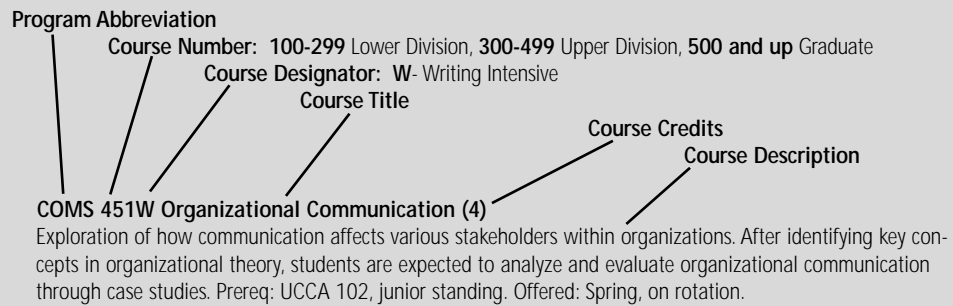 Program Abbreviation
Course Number: 100-299 Lower Division, 300-499 Upper Division, 500 and up Graduate
Course Designator: W- Writing Intensive
Course Title
Course Credits
Course Description
COMS 451W Organizational Communication (4)
Exploration of how communication affects various stakeholders within organizations. After identifying key con-
cepts in organizational theory, students are expected to analyze and evaluate organizational communication
through case studies. Prereq: UCCA 102, junior standing. Offered: Spring, on rotation.